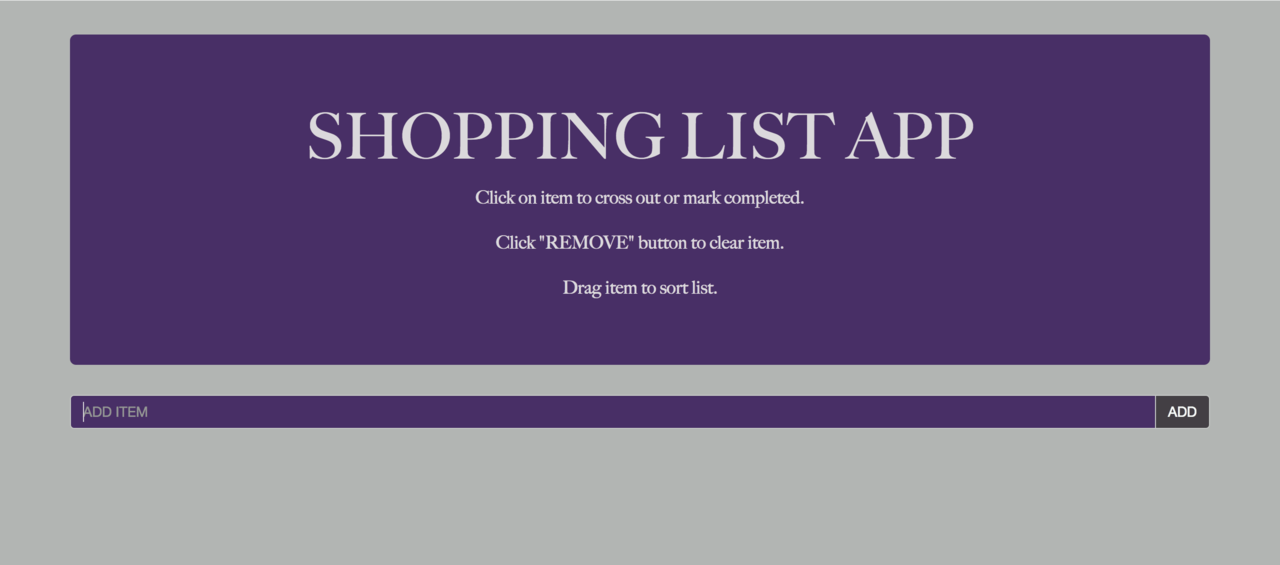 SHOPPING LIST APP
Click on item to cross out or mark completed.
Click "REMOVE" button to clear item.
Drag item to sort list.
ADD ITEM
ADD